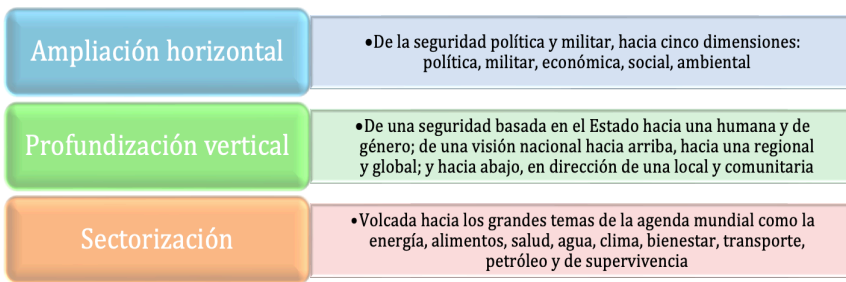 Ampliación horizontal
•De la seguridad política y militar, hacia cinco dimensiones:
política, militar, económica, social, ambiental
Profundización vertical
•De una seguridad basada en el Estado hacia una humana y de
género; de una visión nacional hacia arriba, hacia una regional
y global; y hacia abajo, en dirección de una local y comunitaria
Sectorización
•Volcada hacia los grandes temas de la agenda mundial como la
energía, alimentos, salud, agua, clima, bienestar, transporte,
petróleo y de supervivencia